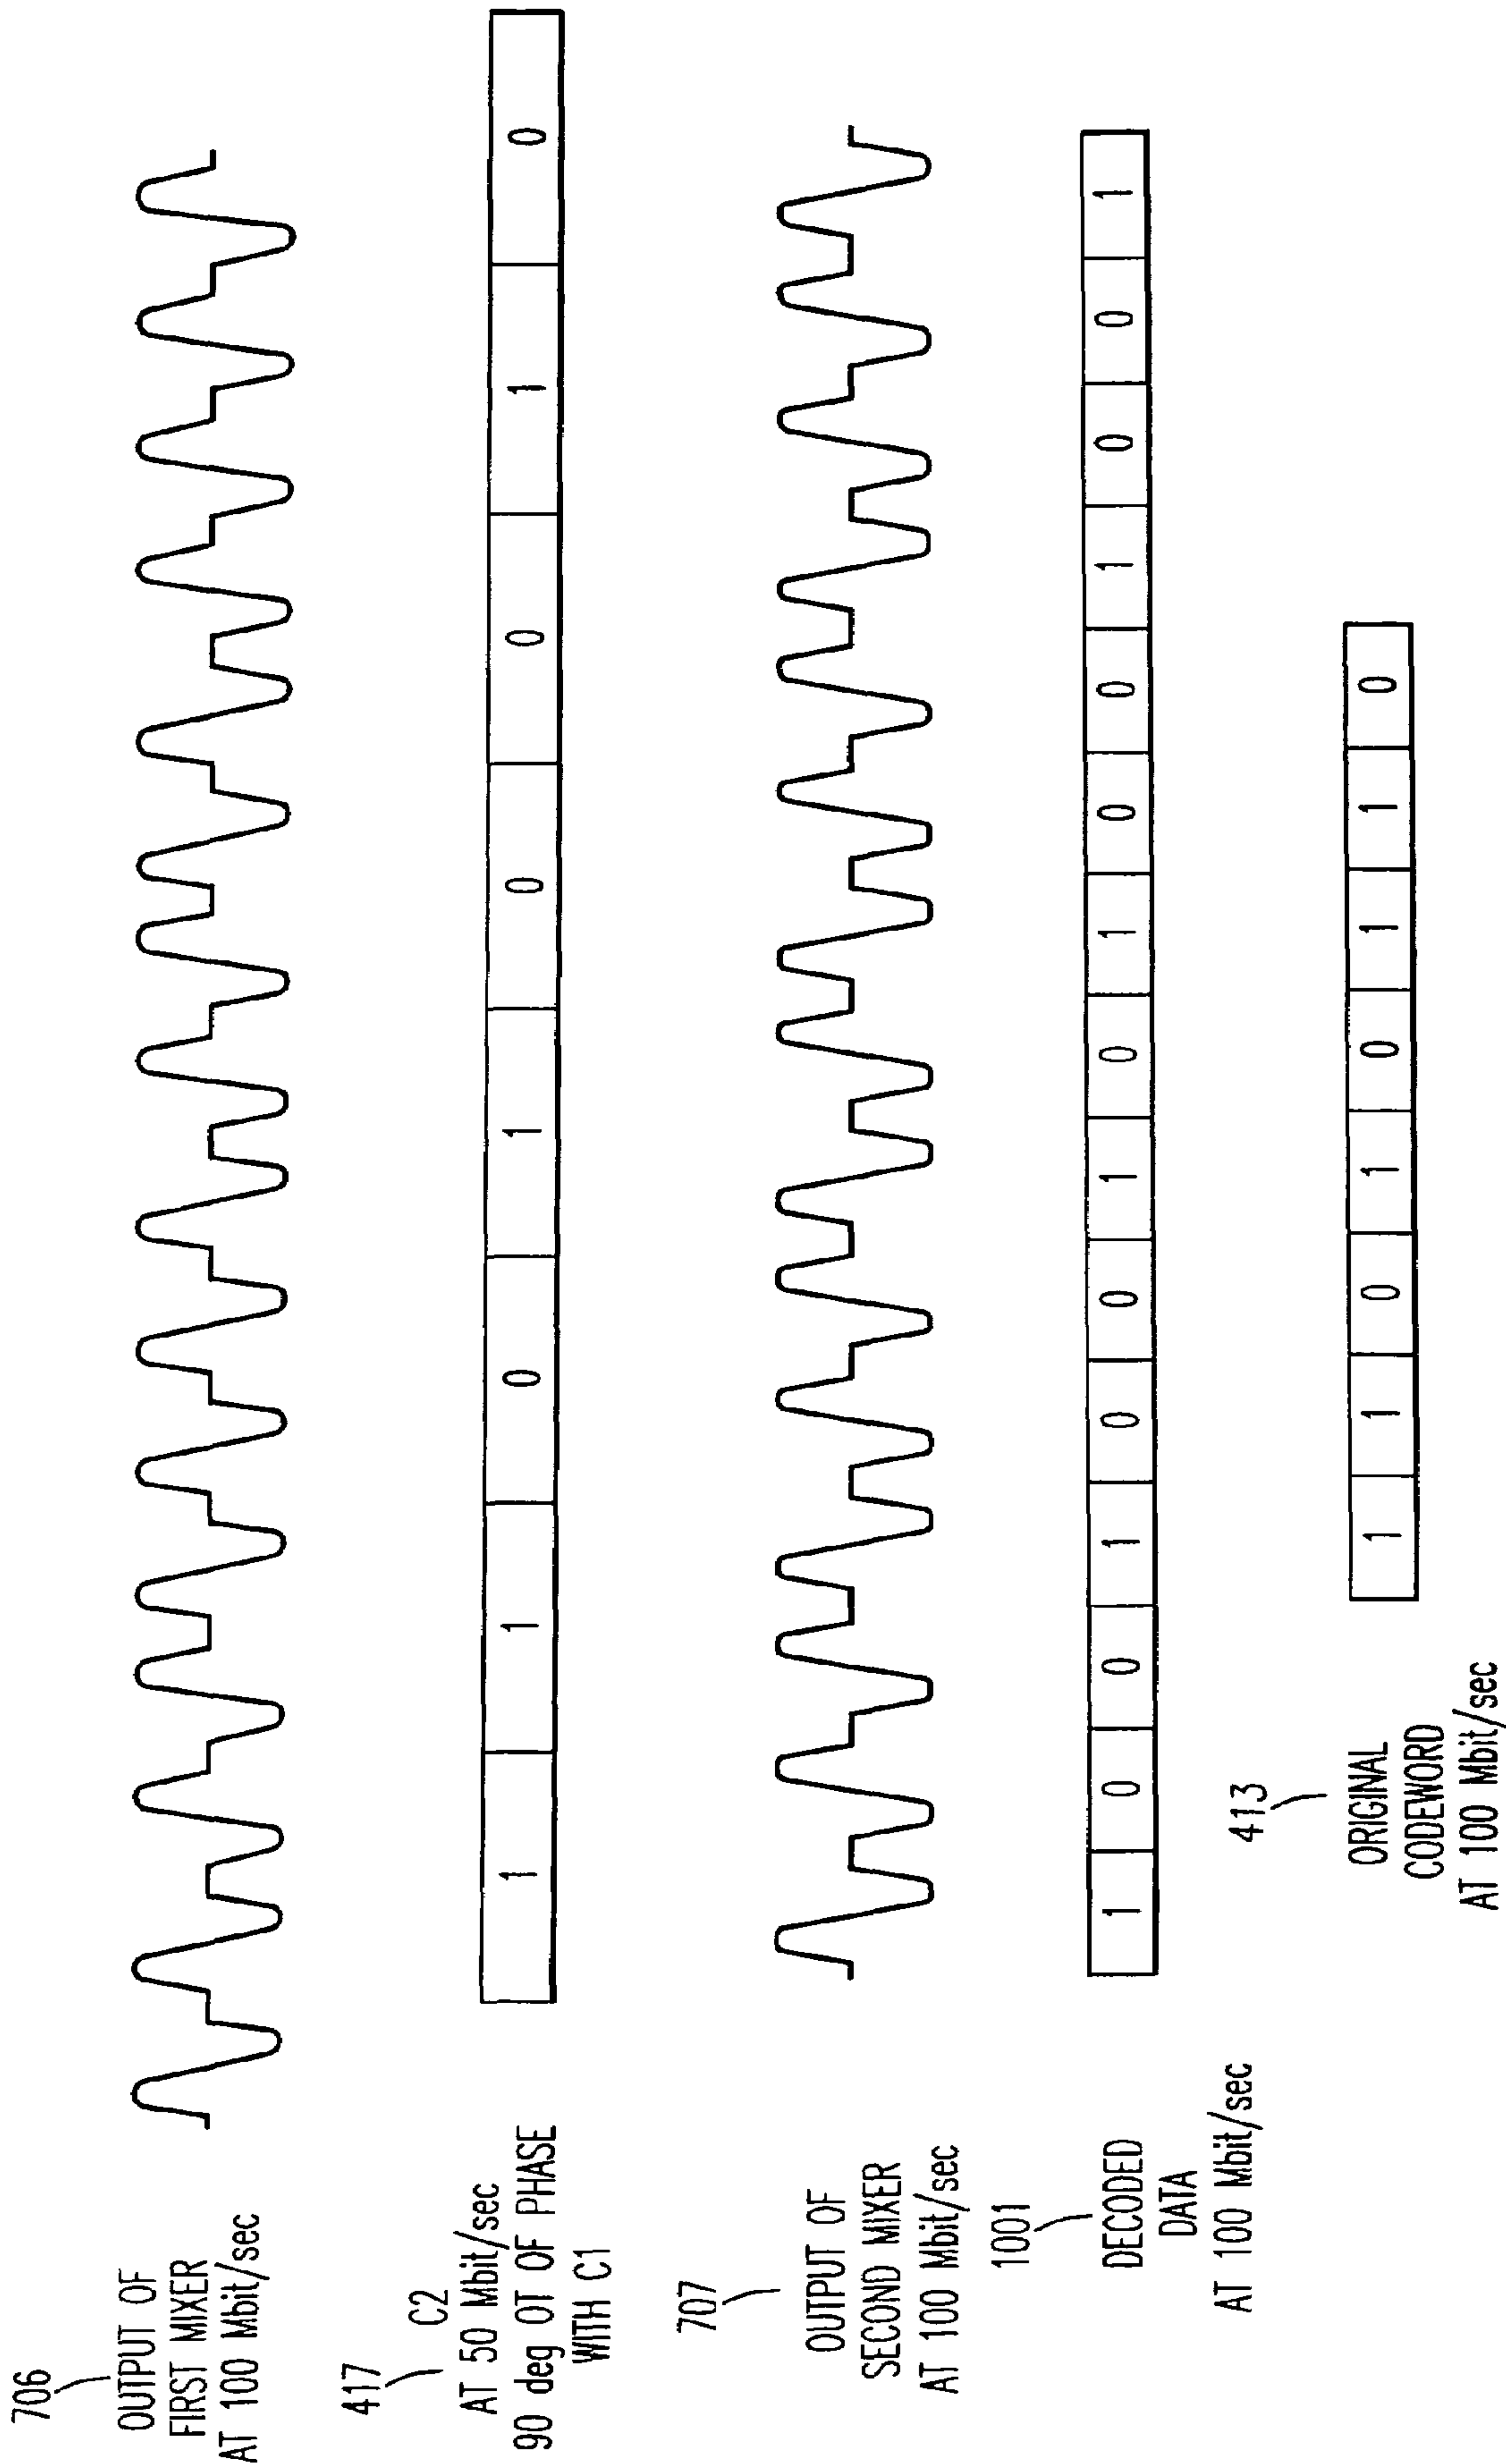 706
OUTPUT OF
FIRST MIXER
AT 100 Mbit/sec
417
C2
AT 50 Mbit/sec
90 deg OT OF PHASE
WITH C1
1 1 0 1 0 0 1 0
707
OUTPUT OF
SECOND MIXER
AT 100 Mbit/sec
1001
DECODED
DATA
AT 100 Mbit/sec
1 0 0 1 0 0 1 0 1 0 0 1 0 0 1
413
ORIGINAL
CODEWORD
AT 100 Mbit/sec
1 1 0 1 0 1 1 0